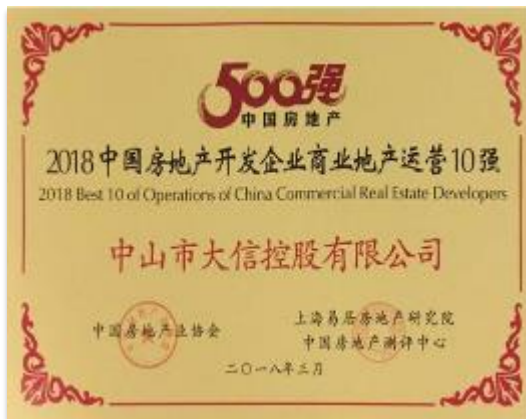 500强
中国房地产
2018中国房地产开发企业商业地产运营10强
2018 Best 10 of Operations of China Commercial Real Estate Developers
中山市大信控股有限公司
中国房地产业协会
上海易居房地产研究院
中国房地产测评中心
二〇一八年三月